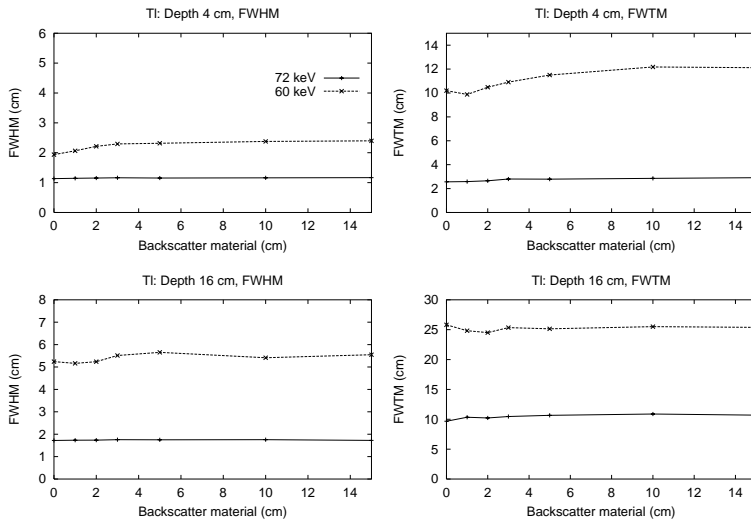 Tl: Depth 4 cm, FWHM
FWHM (cm)
6
5
4
3
2
1
0
72 keV
60 keV
0 2 4 6 8 10 12 14
Backscatter material (cm)
Tl: Depth 4 cm, FWTM
FWTM (cm)
14
12
10
8
6
4
2
0
0 2 4 6 8 10 12 14
Backscatter material (cm)
Tl: Depth 16 cm, FWHM
FWHM (cm)
8
7
6
5
4
3
2
1
0
0 2 4 6 8 10 12 14
Backscatter material (cm)
Tl: Depth 16 cm, FWTM
FWTM (cm)
30
25
20
15
10
5
0
0 2 4 6 8 10 12 14
Backscatter material (cm)